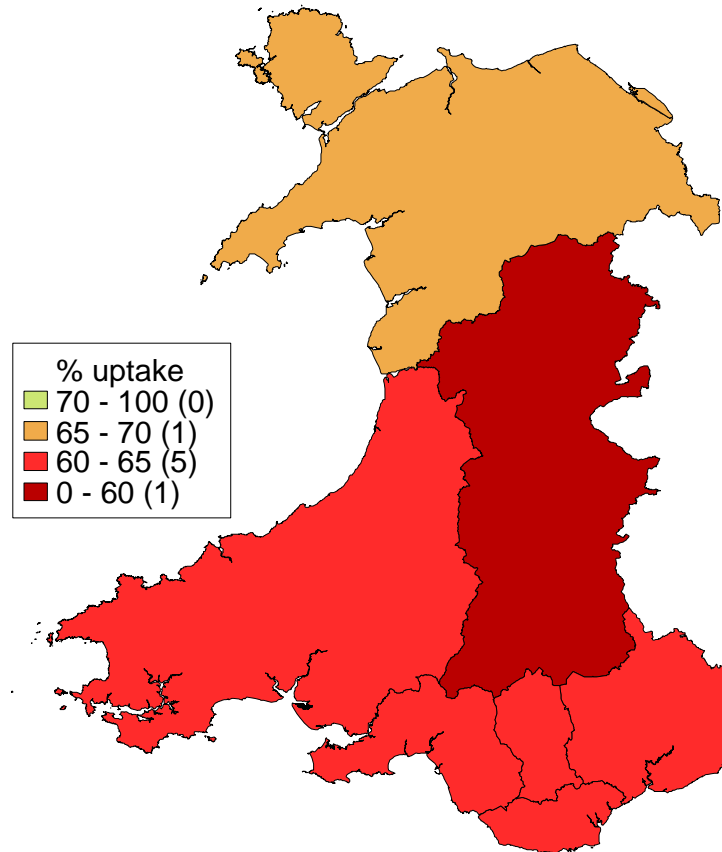 % uptake
70 - 100 (0)
65 - 70 (1)
60 - 65 (5)
0 - 60 (1)